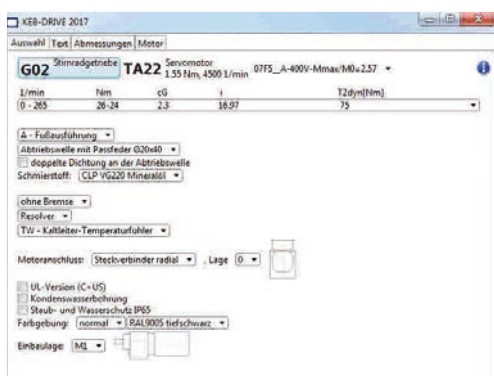 KEB-DRIVE 2017
Auswahl Text Abmessungen Motor
G02 Stirnradgetriebe TA22 Servomotor 1.55 Nm, 4500 1/min 07F5__A-400V-Mmax/M0=2.57
1/min Nm cG i T2dyn[Nm]
0 - 265 26-24 2.3 16.97 75
A - Fußausführung
Abtriebswelle mit Passfeder Ø20x40
doppelte Dichtung an der Abtriebswelle
Schmierstoff: CLP VG220 Mineralöl
ohne Bremse
Resolver
TW - Kaltleiter-Temperaturfühler
Motoranschluss: Steckverbinder radial , Lage 0
UL-Version (C+US)
Kondenswasserbohrung
Staub- und Wasserschutz IP65
Farbgebung: normal RAL9005 tiefschwarz
Einbaulage: M1